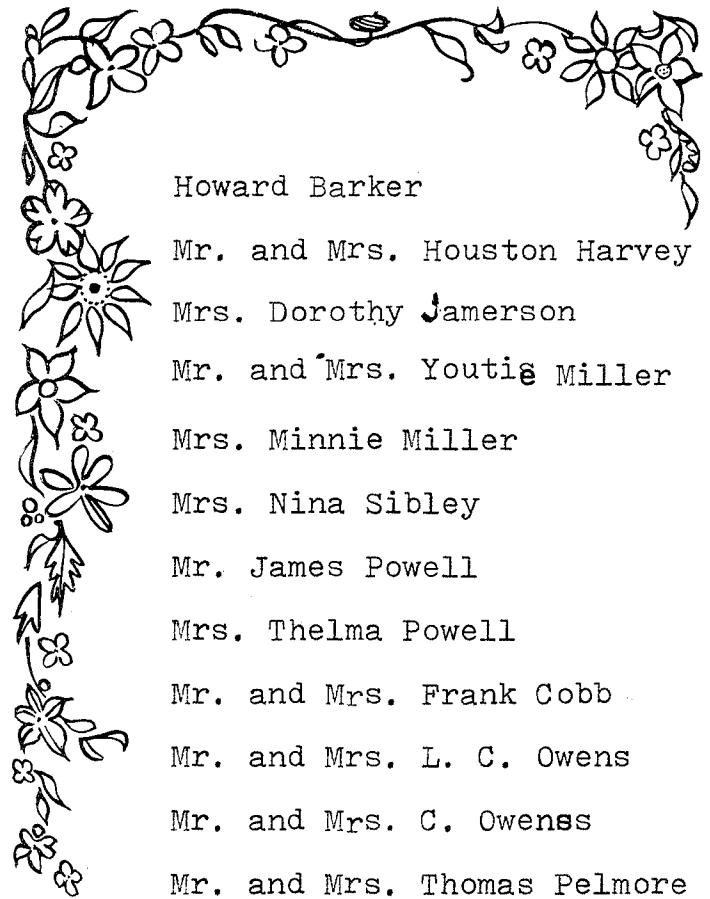 Howard Barker
Mr. and Mrs. Houston Harvey
Mrs. Dorothy Jamerson
Mr. and Mrs. Youtie Miller
Mrs. Minnie Miller
Mrs. Nina Sibley
Mr. James Powell
Mrs. Thelma Powell
Mr. and Mrs. Frank Cobb
Mr. and Mrs. L. C. Owens
Mr. and Mrs. C. Owenss
Mr. and Mrs. Thomas Pelmore